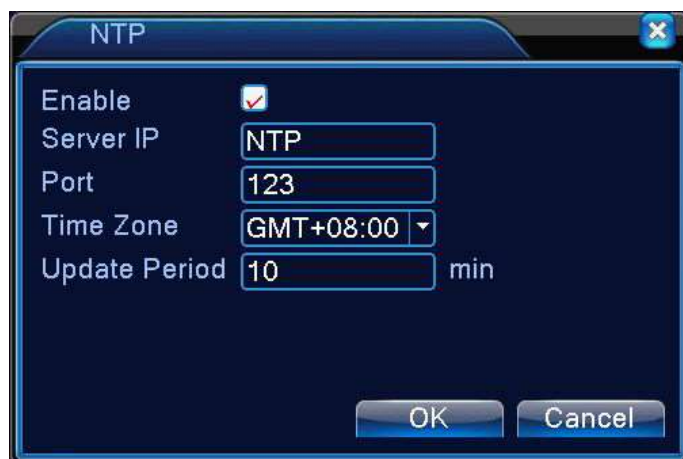 NTP
Enable
Server IP NTP
Port 123
Time Zone GMT+08:00
Update Period 10 min
OK Cancel